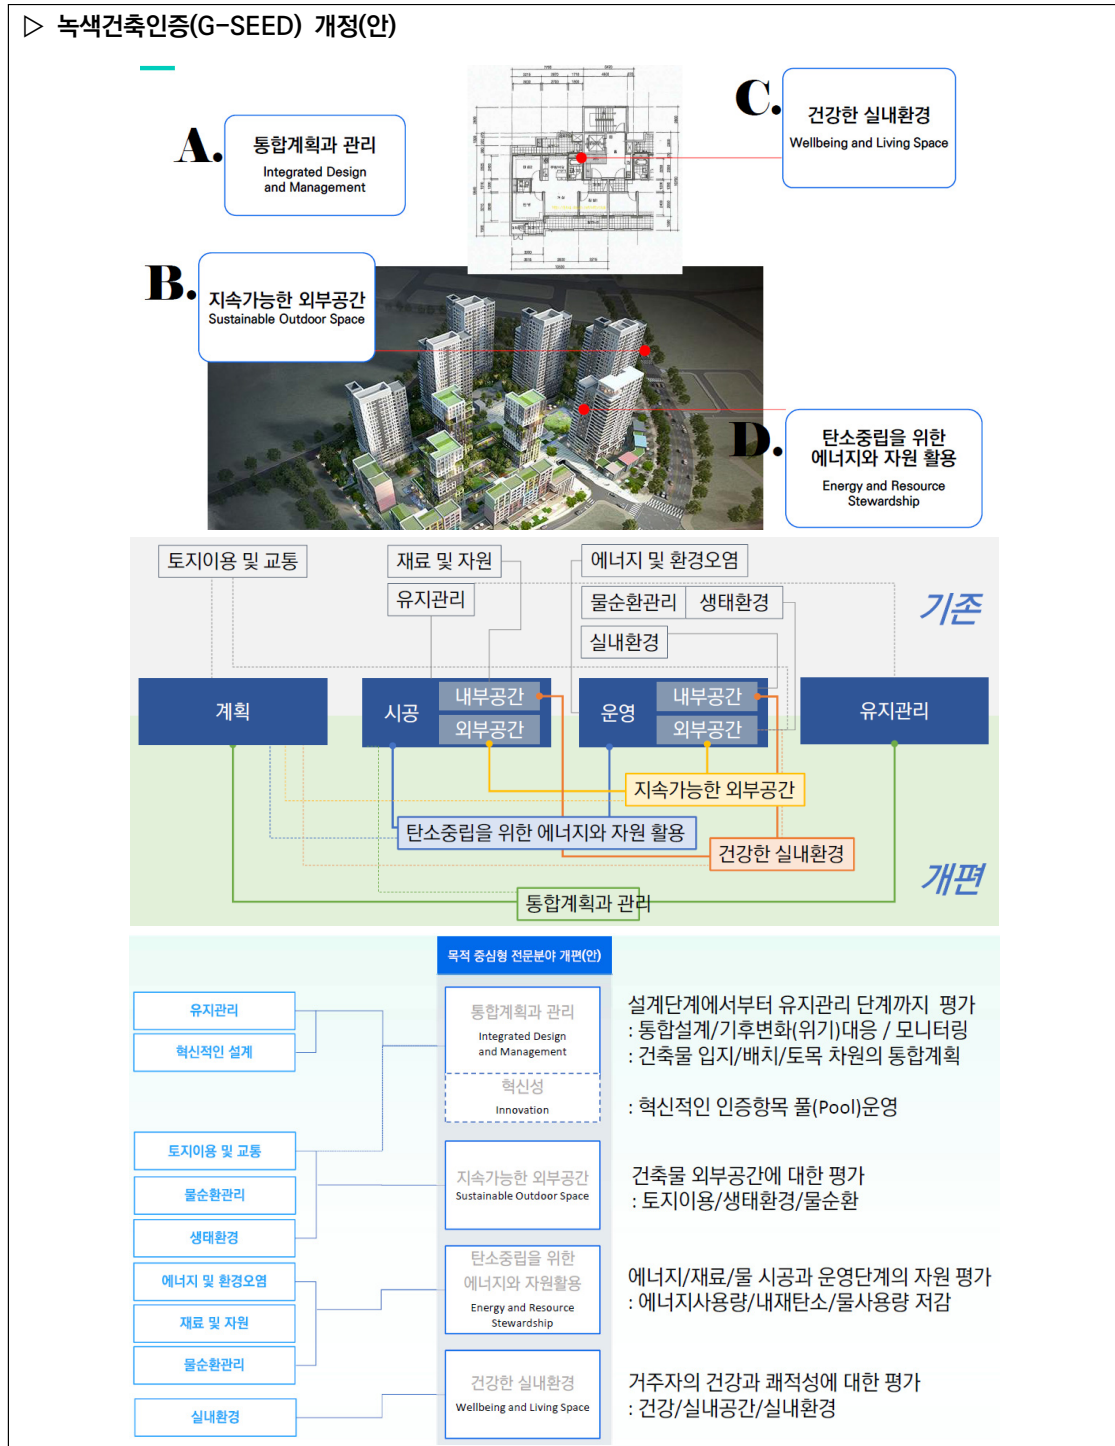 ▷ 녹색건축인증(G-SEED) 개정(안)
A.
통합계획과 관리
Integrated Design
and Management
C.
건강한 실내환경
Wellbeing and Living Space
B.
지속가능한 외부공간
Sustainable Outdoor Space
D.
탄소중립을 위한
에너지와 자원 활용
Energy and Resource
Stewardship
토지이용 및 교통
재료 및 자원
에너지 및 환경오염
유지관리
물순환관리
생태환경
기존
실내환경
계획
시공
내부공간
외부공간
운영
내부공간
외부공간
유지관리
지속가능한 외부공간
탄소중립을 위한 에너지와 자원 활용
건강한 실내환경
개편
통합계획과 관리
목적 중심형 전문분야 개편(안)
유지관리
혁신적인 설계
통합계획과 관리
Integrated Design
and Management
혁신성
Innovation
설계단계에서부터 유지관리 단계까지 평가
: 통합설계/기후변화(위기)대응 / 모니터링
: 건축물 입지/배치/토목 차원의 통합계획
: 혁신적인 인증항목 풀(Pool)운영
토지이용 및 교통
물순환관리
생태환경
지속가능한 외부공간
Sustainable Outdoor Space
건축물 외부공간에 대한 평가
: 토지이용/생태환경/물순환
에너지 및 환경오염
재료 및 자원
물순환관리
탄소중립을 위한
에너지와 자원활용
Energy and Resource
Stewardship
에너지/재료/물 시공과 운영단계의 자원 평가
: 에너지사용량/내재탄소/물사용량 저감
실내환경
건강한 실내환경
Wellbeing and Living Space
거주자의 건강과 쾌적성에 대한 평가
: 건강/실내공간/실내환경